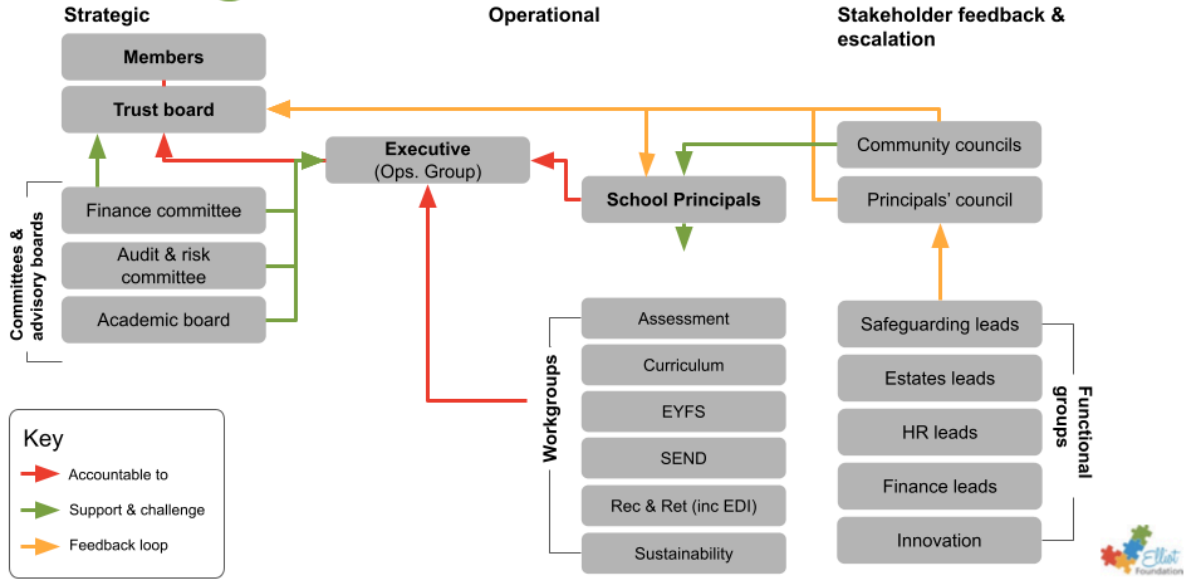 Strategic
Operational
Stakeholder feedback &
escalation
Members
Trust board
Executive
(Ops. Group)
Community councils
School Principals
Principals’ council
Committees &
advisory boards
Finance committee
Audit & risk
committee
Academic board
Workgroups
Assessment
Curriculum
EYFS
SEND
Rec & Ret (inc EDI)
Sustainability
Safeguarding leads
Estates leads
HR leads
Finance leads
Innovation
Functional
groups
Key
Accountable to
Support & challenge
Feedback loop
Elliot
Foundation